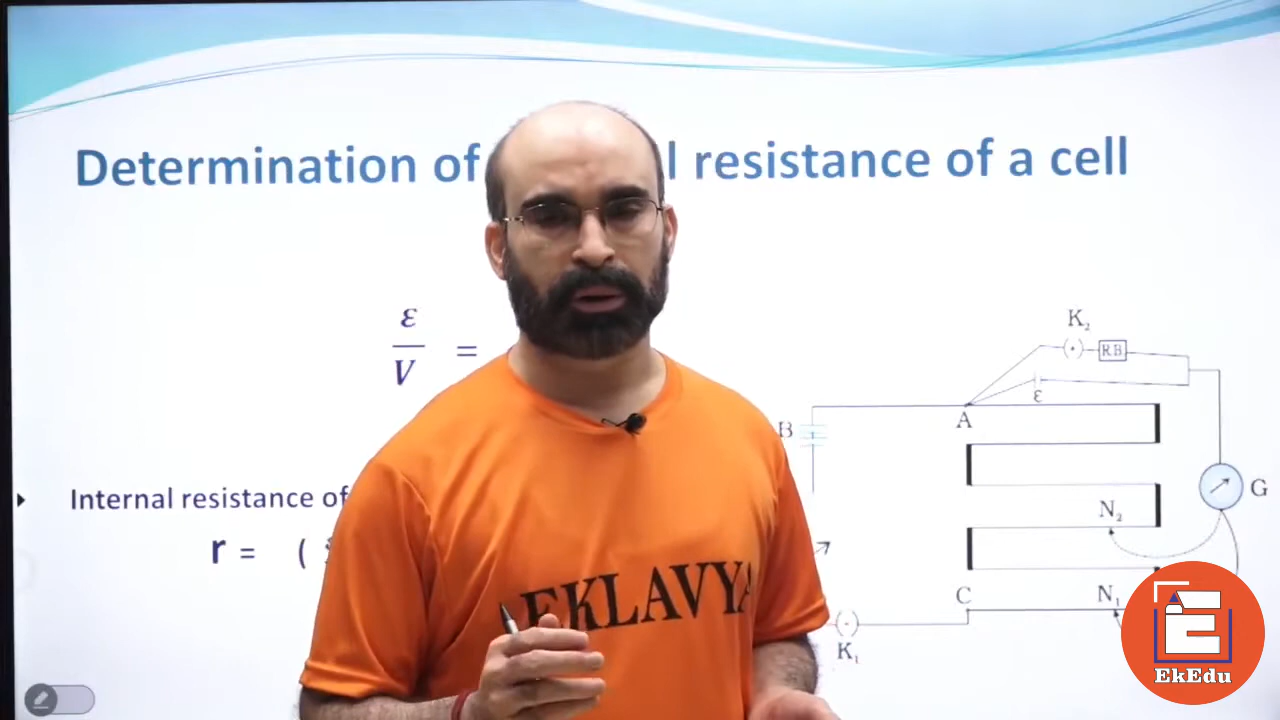 Determination of l resistance of a cell
ε
V
=
Internal resistance of
r = (
K₂
RB
ε
A
B
G
N₂
C
N₁
K₁
EKLAVYA
EkEdu